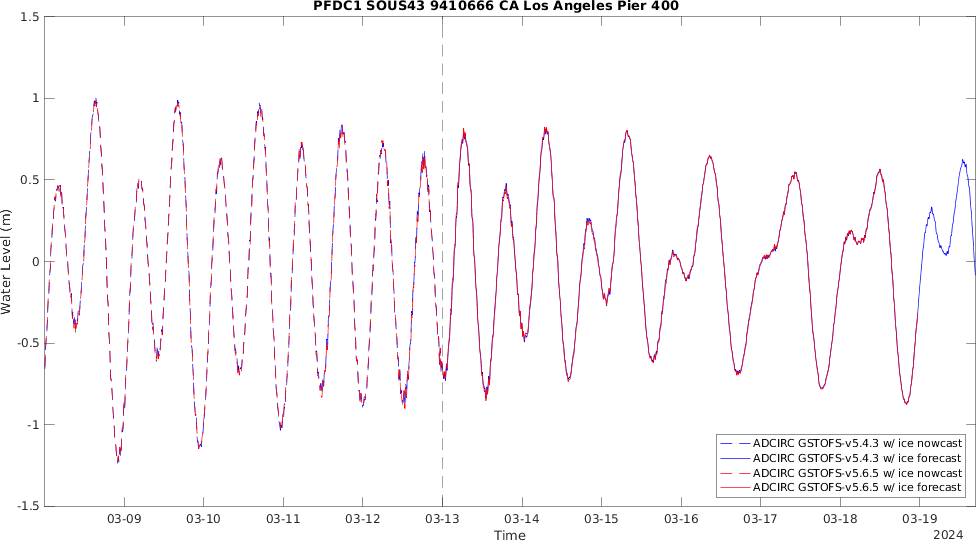 PFDC1 SOUS43 9410666 CA Los Angeles Pier 400
Water Level (m)
1.5
1
0.5
0
-0.5
-1
-1.5
ADCIRC GSTOFS-v5.4.3 w/ ice nowcast
ADCIRC GSTOFS-v5.4.3 w/ ice forecast
ADCIRC GSTOFS-v5.6.5 w/ ice nowcast
ADCIRC GSTOFS-v5.6.5 w/ ice forecast
03-09 03-10 03-11 03-12 03-13 03-14 03-15 03-16 03-17 03-18 03-19
Time
2024